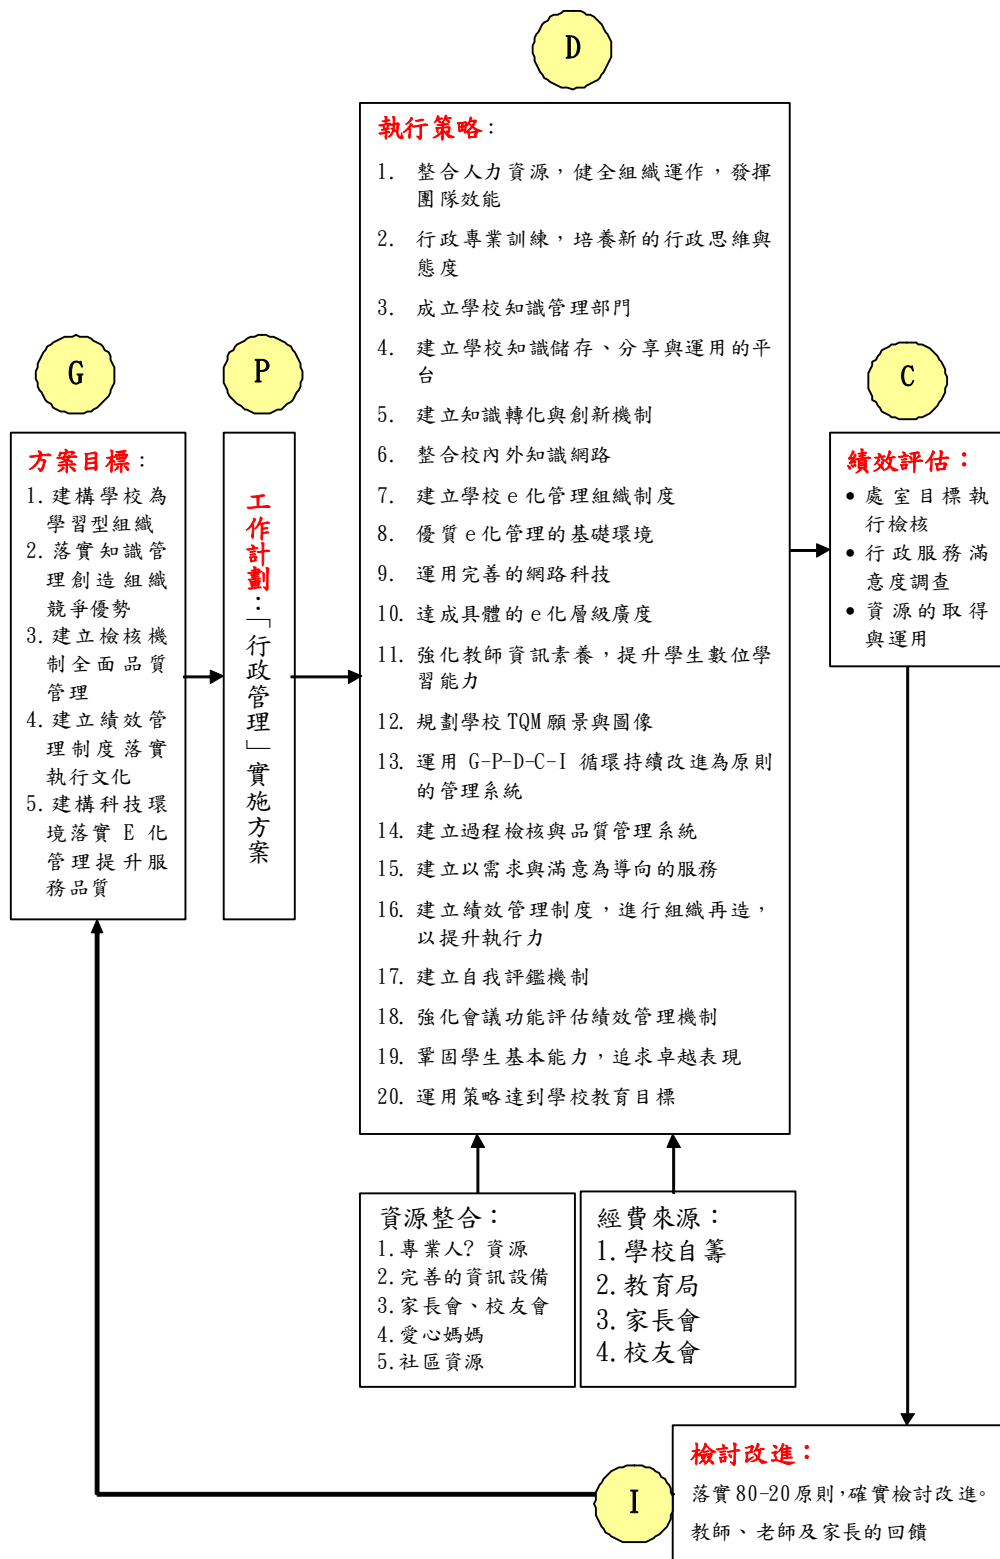 D
執行策略:
1. 整合人力資源，健全組織運作，發揮
團隊效能
2. 行政專業訓練，培養新的行政思維與
態度
3. 成立學校知識管理部門
4. 建立學校知識儲存、分享與運用的平
台
5. 建立知識轉化與創新機制
6. 整合校內外知識網路
7. 建立學校e化管理組織制度
8. 優質e化管理的基礎環境
9. 運用完善的網路科技
10. 達成具體的e化層級廣度
11. 強化教師資訊素養，提升學生數位學
習能力
12. 規劃學校TQM願景與圖像
13. 運用 G-P-D-C-I 循環持續改進為原則
的管理系統
14. 建立過程檢核與品質管理系統
15. 建立以需求與滿意為導向的服務
16. 建立績效管理制度，進行組織再造，
以提升執行力
17. 建立自我評鑑機制
18. 強化會議功能評估績效管理機制
19. 鞏固學生基本能力，追求卓越表現
20. 運用策略達到學校教育目標
G
方案目標:
1. 建構學校為
學習型組織
2. 落實知識管
理創造組織
競爭優勢
3. 建立檢核機
制全面品質
管理
4. 建立績效管
理制度落實
執行文化
5. 建構科技環
境落實 E 化
管理提升服
務品質
P
工作計劃：「行政管理」實施方案
C
績效評估：
• 處室目標執
行檢核
• 行政服務滿
意度調查
• 資源的取得
與運用
資源整合：
1.專業人? 資源
2.完善的資訊設備
3.家長會、校友會
4.愛心媽媽
5.社區資源
經費來源：
1.學校自籌
2.教育局
3.家長會
4.校友會
I
檢討改進：
落實80-20原則，確實檢討改進。
教師、老師及家長的回饋